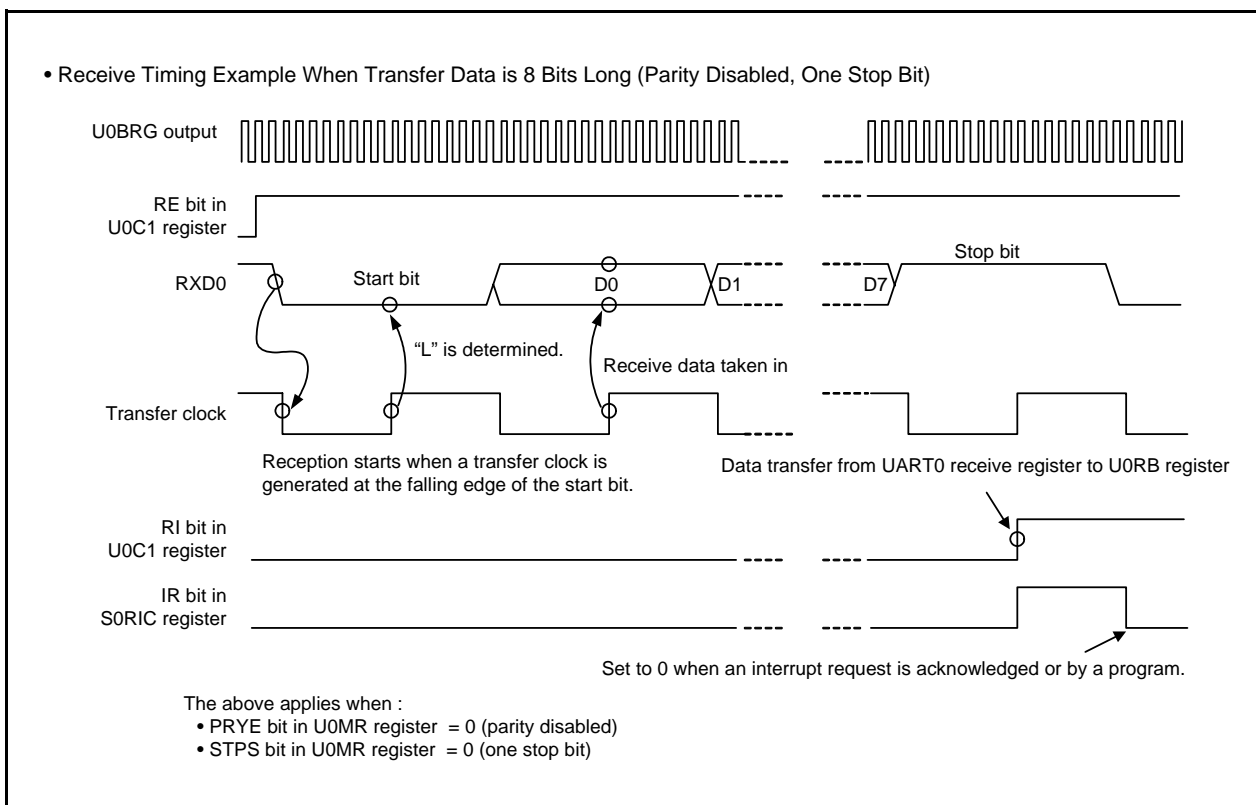 • Receive Timing Example When Transfer Data is 8 Bits Long (Parity Disabled, One Stop Bit)
U0BRG output
RE bit in
U0C1 register
RXD0
Start bit
D0
D1
D7
Stop bit
“L” is determined.
Receive data taken in
Transfer clock
Reception starts when a transfer clock is
generated at the falling edge of the start bit.
Data transfer from UART0 receive register to U0RB register
RI bit in
U0C1 register
IR bit in
S0RIC register
Set to 0 when an interrupt request is acknowledged or by a program.
The above applies when :
• PRYE bit in U0MR register = 0 (parity disabled)
• STPS bit in U0MR register = 0 (one stop bit)